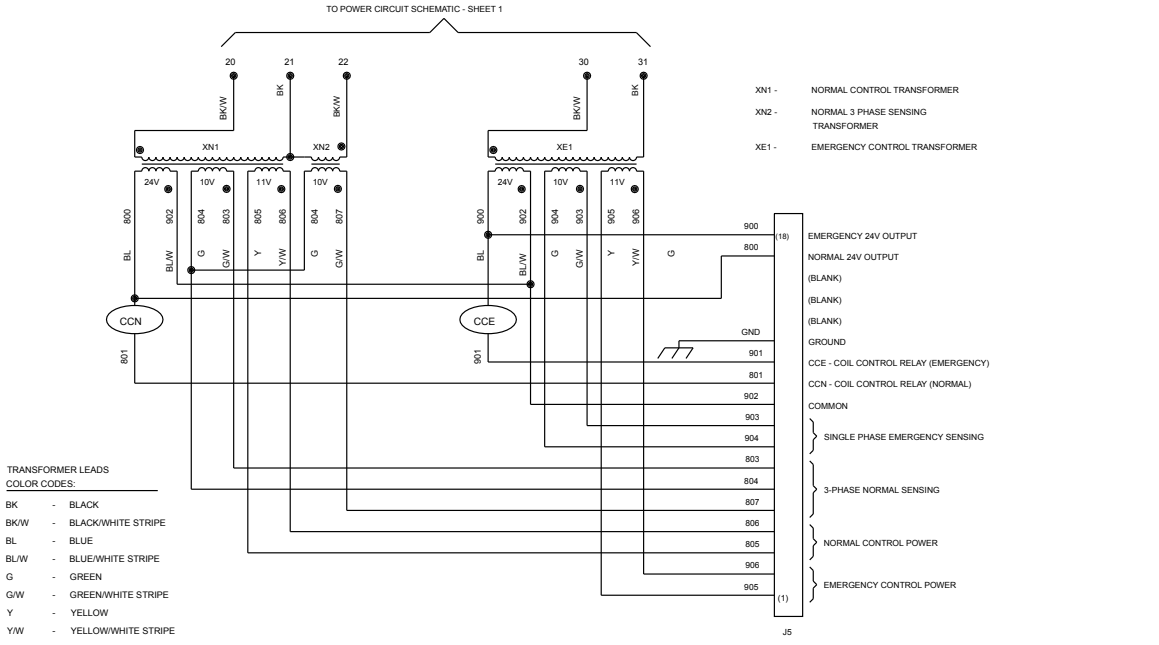 TO POWER CIRCUIT SCHEMATIC - SHEET 1
20 21 22 30 31
BK/W BK BK/W BK/W BK
XN1 - NORMAL CONTROL TRANSFORMER
XN2 - NORMAL 3 PHASE SENSING
TRANSFORMER
XE1 - EMERGENCY CONTROL TRANSFORMER
XN1 XN2 XE1
24V 10V 11V 10V 24V 10V 11V
800 902 804 803 805 806 804 807 900 902 904 903 905 906
BL BL/W G G/W Y Y/W G G/W BL BL/W G G/W Y Y/W G
CCN CCE
801 901
900 (18) EMERGENCY 24V OUTPUT
800 NORMAL 24V OUTPUT
(BLANK)
(BLANK)
(BLANK)
GND GROUND
901 CCE - COIL CONTROL RELAY (EMERGENCY)
801 CCN - COIL CONTROL RELAY (NORMAL)
902 COMMON
903
904 SINGLE PHASE EMERGENCY SENSING
803
804 3-PHASE NORMAL SENSING
807
806
805 NORMAL CONTROL POWER
906
905 (1) EMERGENCY CONTROL POWER
J5
TRANSFORMER LEADS
COLOR CODES:
BK - BLACK
BK/W - BLACK/WHITE STRIPE
BL - BLUE
BL/W - BLUE/WHITE STRIPE
G - GREEN
G/W - GREEN/WHITE STRIPE
Y - YELLOW
Y/W - YELLOW/WHITE STRIPE